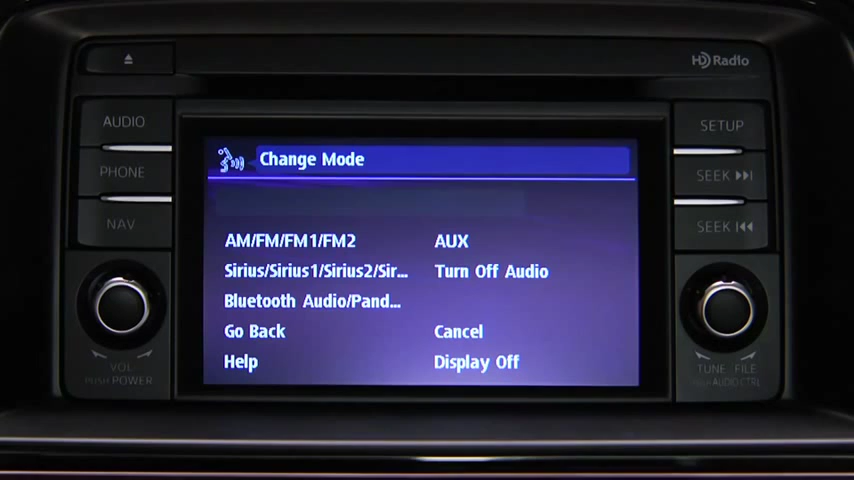 HD Radio
AUDIO
PHONE
NAV
VOL
PUSH POWER
Change Mode
AM/FM/FM1/FM2
AUX
Sirius/Sirius1/Sirius2/Sir...
Turn Off Audio
Bluetooth Audio/Pand...
Go Back
Cancel
Help
Display Off
SETUP
SEEK
SEEK
TUNE FILE
PUSH AUDIO CTRL